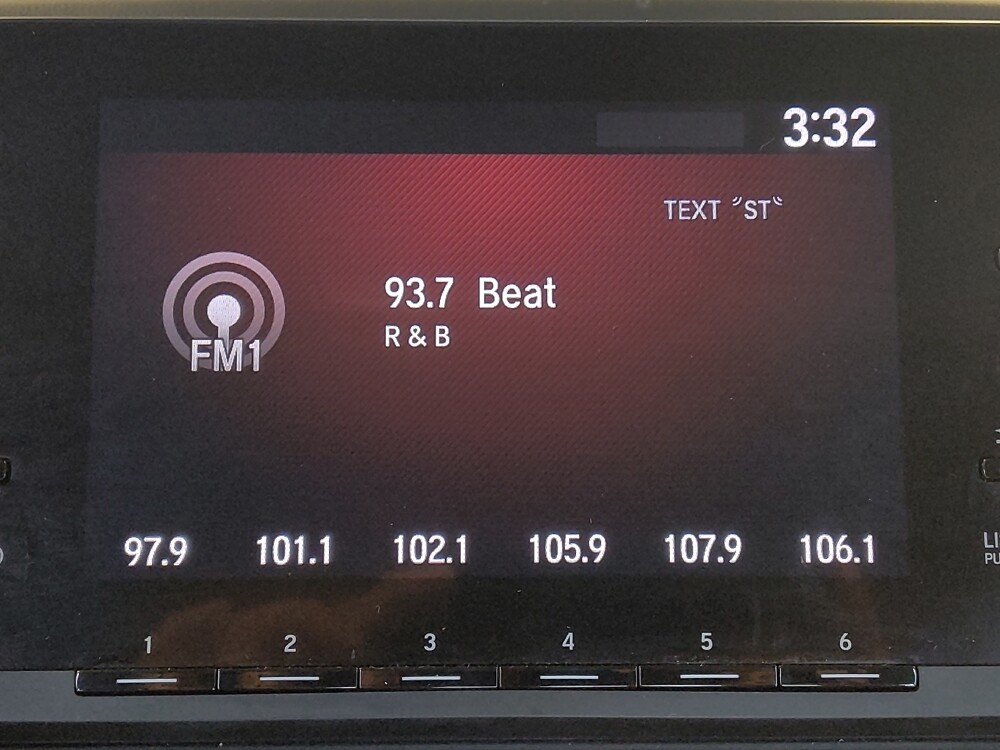 3:32
TEXT ST
93.7 Beat
R & B
FM1
97.9 101.1 102.1 105.9 107.9 106.1
1 2 3 4 5 6